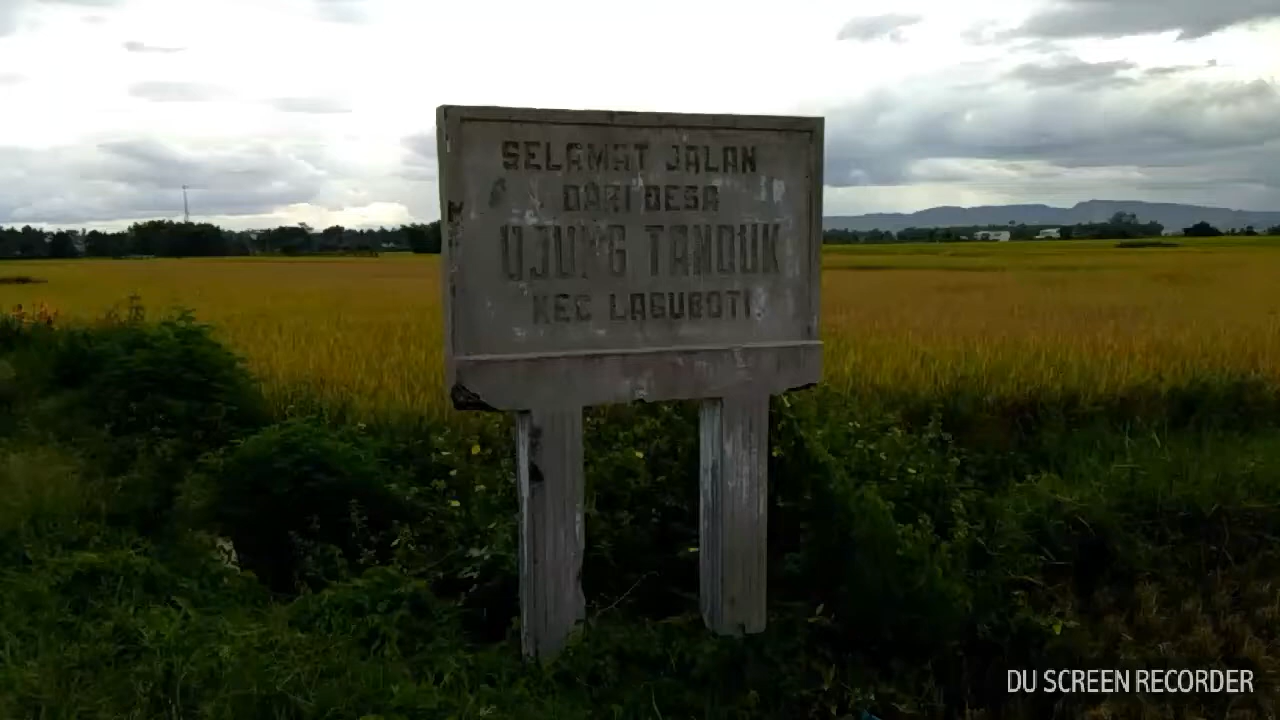 SELAMAT JALAN
DARI DESA
UJUNG TANDUK
KEC LAGUBOTI
DU SCREEN RECORDER